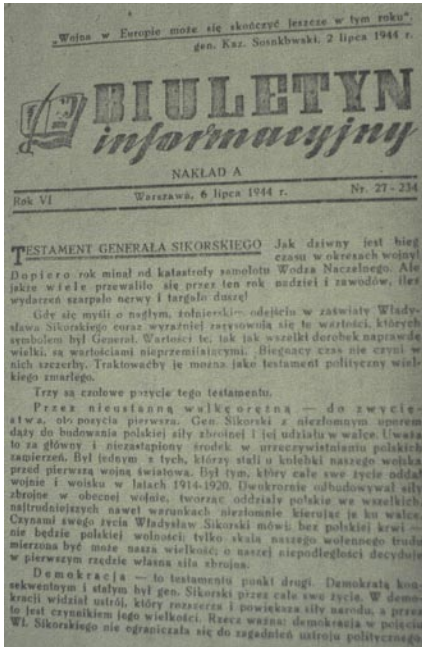 „Wojna w Europie może się skończyć jeszcze w tym roku".
gen. Kaz. Sosnkowski, 2 lipca 1944 r.
BIULETYN
informacyjny
NAKŁAD A
Rok VI Warszawa, 6 lipca 1944 r. Nr. 27-234
TESTAMENT GENERAŁA SIKORSKIEGO Jak dziwny jest bieg
czasu w okresach wojny!
Dopiero rok minął od katastrofy samolotu Wodza Naczelnego. Ale
jakże wiele przewaliło się przez ten rok nadziei i zawodów, ileż
wydarzeń szarpało nerwy i targało duszę!
Gdy się myśli o nagłym, żołnierskim odejściu w zaświaty Włady-
sława Sikorskiego coraz wyraźniej zarysowują się te wartości, których
symbolem był Generał. Wartości te, tak jak wszelki dorobek naprawdę
wielki, są wartościami nieprzemijającymi. Biegnący czas nie czyni w
nich szczerby. Traktowaćby je można jako testament polityczny wiel-
kiego zmarłego.
Trzy są czołowe pozycje tego testamentu.
Przez nieustanną walkę orężną — do zwycię-
stwa, oto pozycja pierwsza. Gen. Sikorski z niezłomnym uporem
dąży do budowania polskiej siły zbrojnej i jej udziału w walce. Uważa
to za główny i niezastąpiony środek w urzeczywistnianiu polskich
zamierzeń. Był jednym z tych, którzy stali u kolebki naszego wojska
przed pierwszą wojną światową. Był tym, który całe swe życie oddał
wojnie i wojsku w latach 1914-1920. Dwukrotnie odbudowywał siły
zbrojne w obecnej wojnie, tworząc oddziały polskie we wszelkich,
najtrudniejszych nawet warunkach niezłomnie kierując je ku walce.
Czynami swego życia Władysław Sikorski mówi: bez polskiej krwi —
nie będzie polskiej wolności; tylko skala naszego wojennego trudu
mierzona być może nasza wielkość; o naszej niepodległości decyduje
w pierwszym rzędzie własna siła zbrojna.
Demokracja — to testamentu punkt drugi. Demokratą kon-
sekwentnym i stałym był gen. Sikorski przez całe swe życie. W demo-
kracji widział ustrój, który rozszerza i powiększa siły narodu, a przez
to jest czynnikiem jego wielkości. Rzecz ważna: demokracja w pojęciu
Wł. Sikorskiego nie ograniczała się do zagadnień ustroju politycznego,